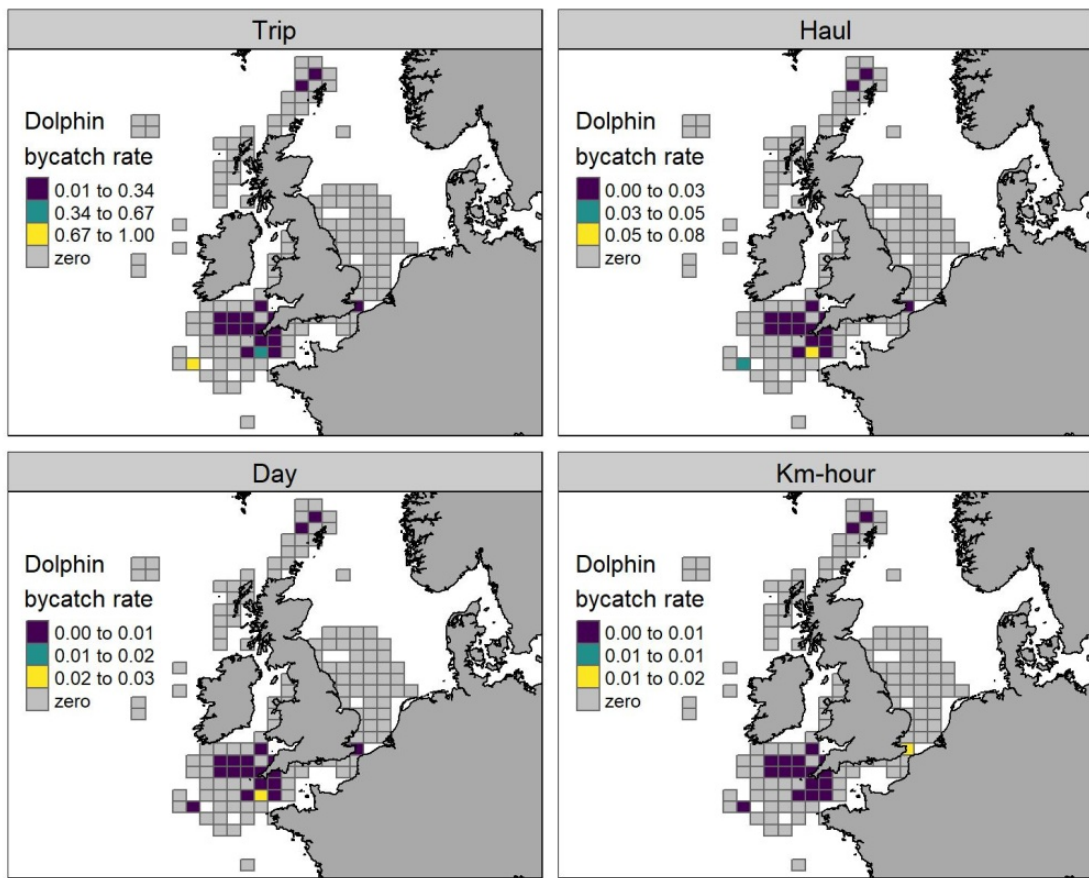 Trip
Dolphin
bycatch rate
0.01 to 0.34
0.34 to 0.67
0.67 to 1.00
zero
Haul
Dolphin
bycatch rate
0.00 to 0.03
0.03 to 0.05
0.05 to 0.08
zero
Day
Dolphin
bycatch rate
0.00 to 0.01
0.01 to 0.02
0.02 to 0.03
zero
Km-hour
Dolphin
bycatch rate
0.00 to 0.01
0.01 to 0.01
0.01 to 0.02
zero